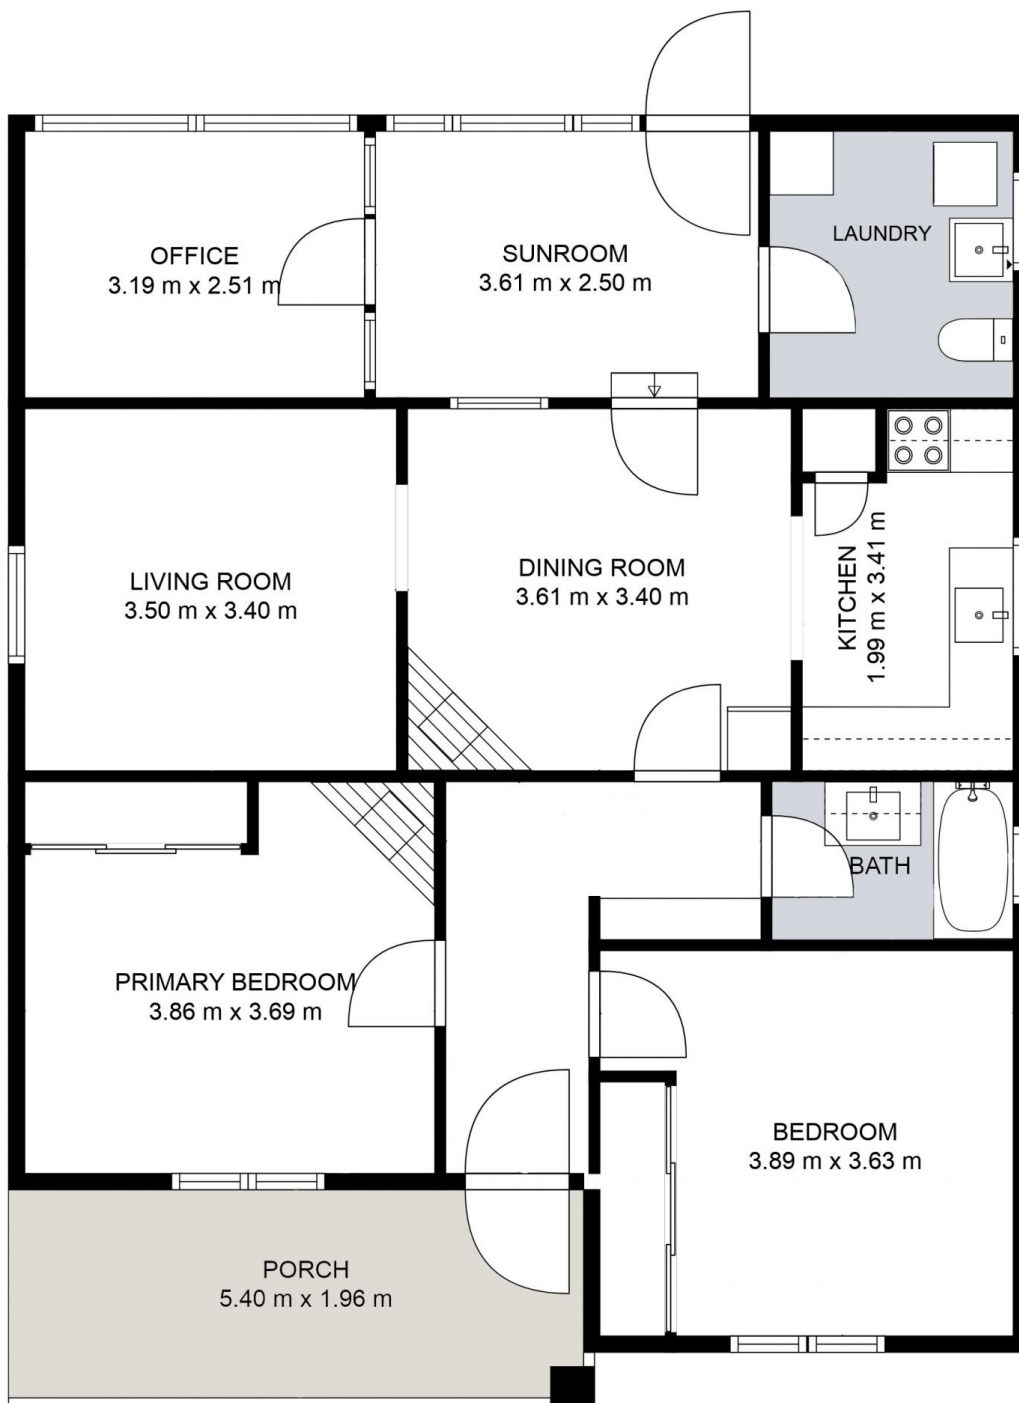 OFFICE
3.19 m x 2.51 m
SUNROOM
3.61 m x 2.50 m
LAUNDRY
LIVING ROOM
3.50 m x 3.40 m
DINING ROOM
3.61 m x 3.40 m
KITCHEN
1.99 m x 3.41 m
BATH
PRIMARY BEDROOM
3.86 m x 3.69 m
BEDROOM
3.89 m x 3.63 m
PORCH
5.40 m x 1.96 m